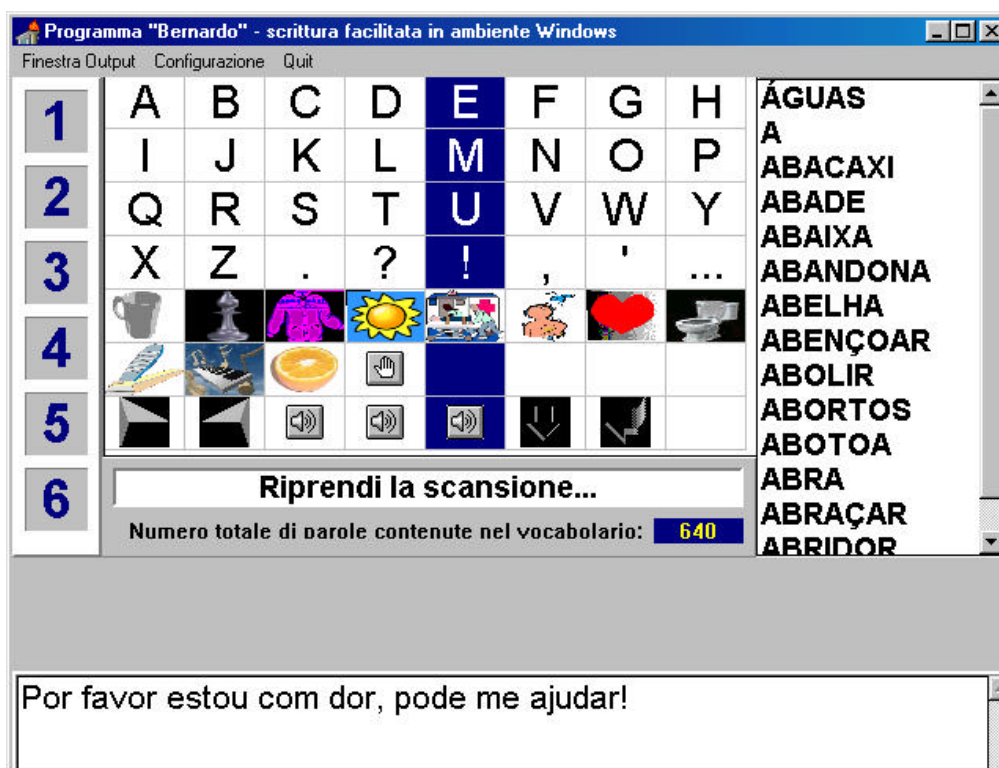 Programma "Bernardo" - scrittura facilitata in ambiente Windows
Finestra Output Configurazione Quit
1
2
3
4
5
6
A B C D E F G H
I J K L M N O P
Q R S T U V W Y
X Z . ? ! , ' ...
Riprendi la scansione...
Numero totale di parole contenute nel vocabolario: 640
ÁGUAS
A
ABACAXI
ABADE
ABAIXA
ABANDONA
ABELHA
ABENÇOAR
ABOLIR
ABORTOS
ABOTOA
ABRA
ABRAÇAR
ABRIDOR
Por favor estou com dor, pode me ajudar!